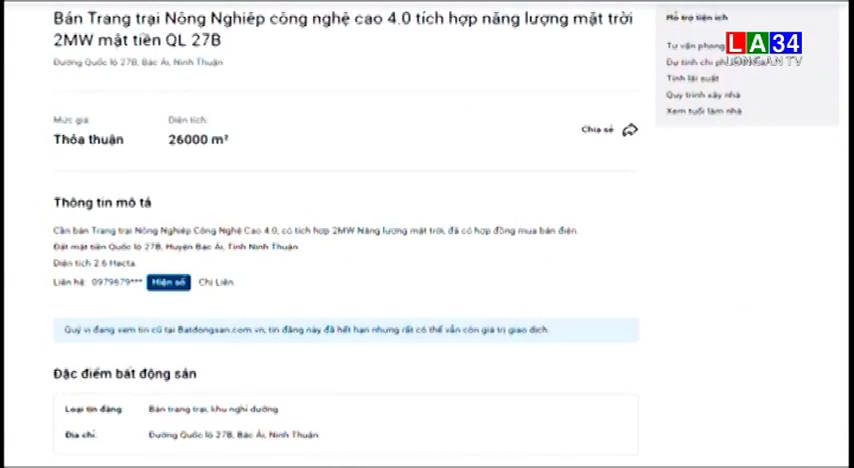 Bán Trang trại Nông Nghiệp công nghệ cao 4.0 tích hợp năng lượng mặt trời
2MW mặt tiền QL 27B
Đường Quốc lộ 27B, Bác Ái, Ninh Thuận
Mức giá
Diện tích
Thỏa thuận
26000 m²
Chia sẻ
Thông tin mô tả
Cần bán Trang trại Nông Nghiệp Công Nghệ Cao 4.0, có tích hợp 2MW Năng lượng mặt trời, đã có hợp đồng mua bán điện.
Đất mặt tiền Quốc lộ 27B, Huyện Bác Ái, Tỉnh Ninh Thuận
Diện tích 2.6 Hecta
Liên hệ: 0979679*** Hiện số Chị Liên.
Quý vị đang xem tin cũ tại Batdongsan.com.vn, tin đăng này đã hết hạn nhưng rất có thể vẫn còn giá trị giao dịch.
Đặc điểm bất động sản
Loại tin đăng: Bán trang trại, khu nghỉ dưỡng
Địa chỉ: Đường Quốc lộ 27B, Bác Ái, Ninh Thuận
Hỗ trợ tiện ích
Tư vấn phong
Dự tính chi phí
Tính lãi suất
Quy trình xây nhà
Xem tuổi làm nhà
LA34
LONG AN TV